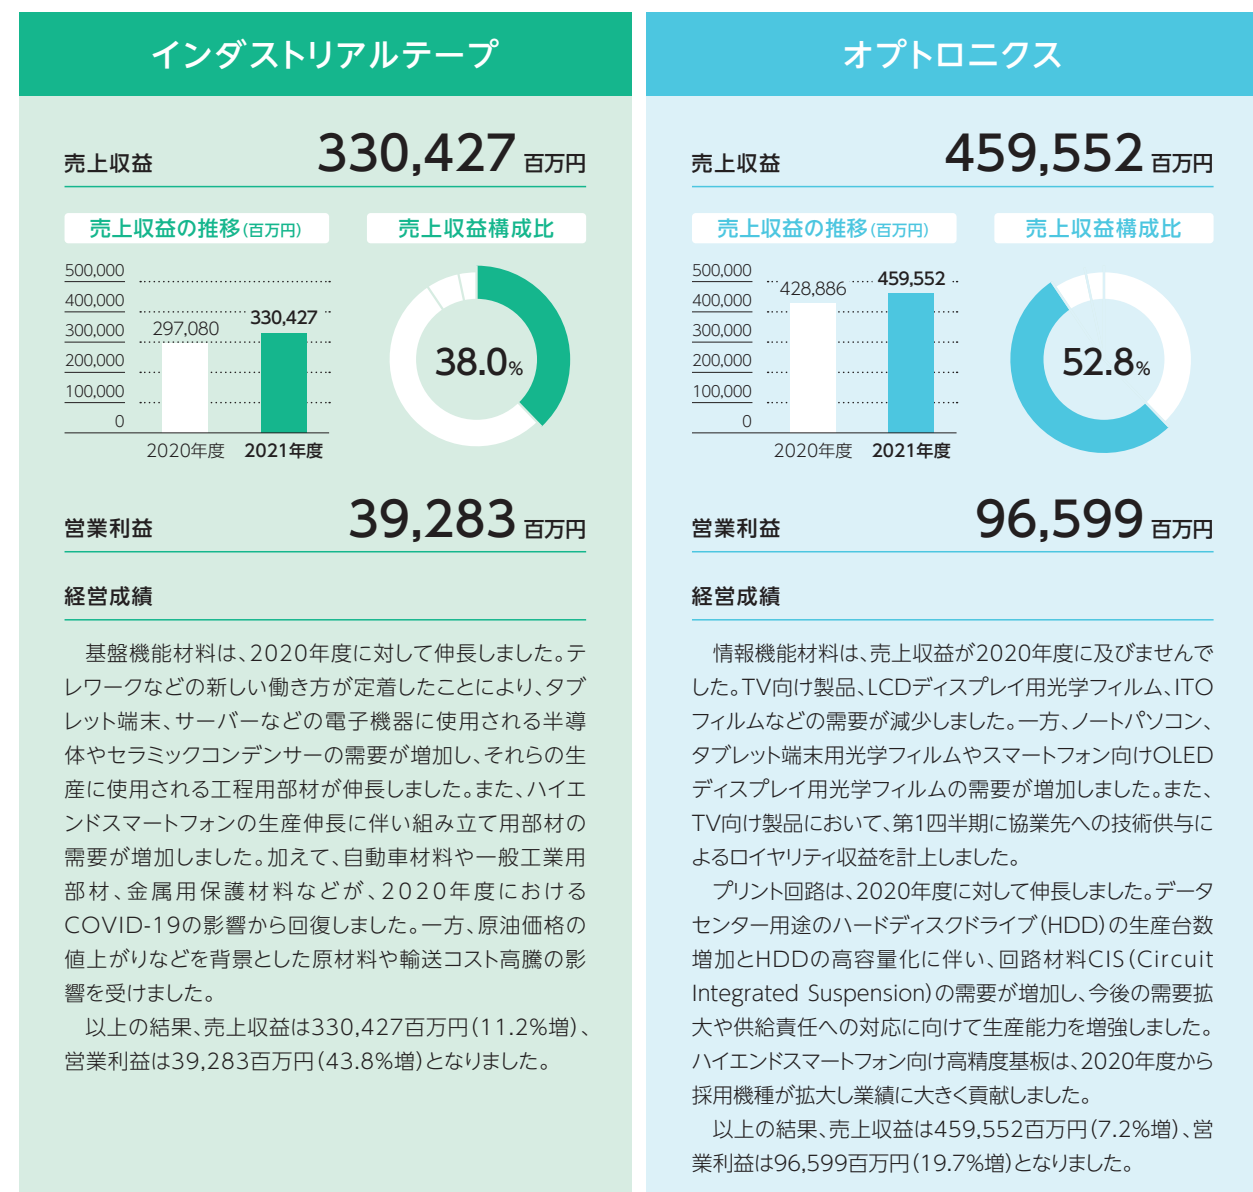 インダストリアルテープ
売上収益 330,427 百万円
売上収益の推移(百万円)
500,000
400,000
300,000
200,000
100,000
0
297,080
330,427
2020年度 2021年度
売上収益構成比
38.0%
営業利益 39,283 百万円
経営成績
基盤機能材料は、2020年度に対して伸長しました。テ
レワークなどの新しい働き方が定着したことにより、タブ
レット端末、サーバーなどの電子機器に使用される半導
体やセラミックコンデンサーの需要が増加し、それらの生
産に使用される工程用部材が伸長しました。また、ハイエ
ンドスマートフォンの生産伸長に伴い組み立て用部材の
需要が増加しました。加えて、自動車材料や一般工業用
部材、金属用保護材料などが、2020年度における
COVID-19の影響から回復しました。一方、原油価格の
値上がりなどを背景とした原材料や輸送コスト高騰の影
響を受けました。
以上の結果、売上収益は330,427百万円(11.2%増)、
営業利益は39,283百万円(43.8%増)となりました。
オプトロニクス
売上収益 459,552 百万円
売上収益の推移(百万円)
500,000
400,000
300,000
200,000
100,000
0
428,886
459,552
2020年度 2021年度
売上収益構成比
52.8%
営業利益 96,599 百万円
経営成績
情報機能材料は、売上収益が2020年度に及びませんで
した。TV向け製品、LCDディスプレイ用光学フィルム、ITO
フィルムなどの需要が減少しました。一方、ノートパソコン、
タブレット端末用光学フィルムやスマートフォン向けOLED
ディスプレイ用光学フィルムの需要が増加しました。また、
TV向け製品において、第1四半期に協業先への技術供与に
よるロイヤリティ収益を計上しました。
プリント回路は、2020年度に対して伸長しました。データ
センター用途のハードディスクドライブ(HDD)の生産台数
増加とHDDの高容量化に伴い、回路材料CIS(Circuit
Integrated Suspension)の需要が増加し、今後の需要拡
大や供給責任への対応に向けて生産能力を増強しました。
ハイエンドスマートフォン向け高精度基板は、2020年度から
採用機種が拡大し業績に大きく貢献しました。
以上の結果、売上収益は459,552百万円(7.2%増)、営
業利益は96,599百万円(19.7%増)となりました。